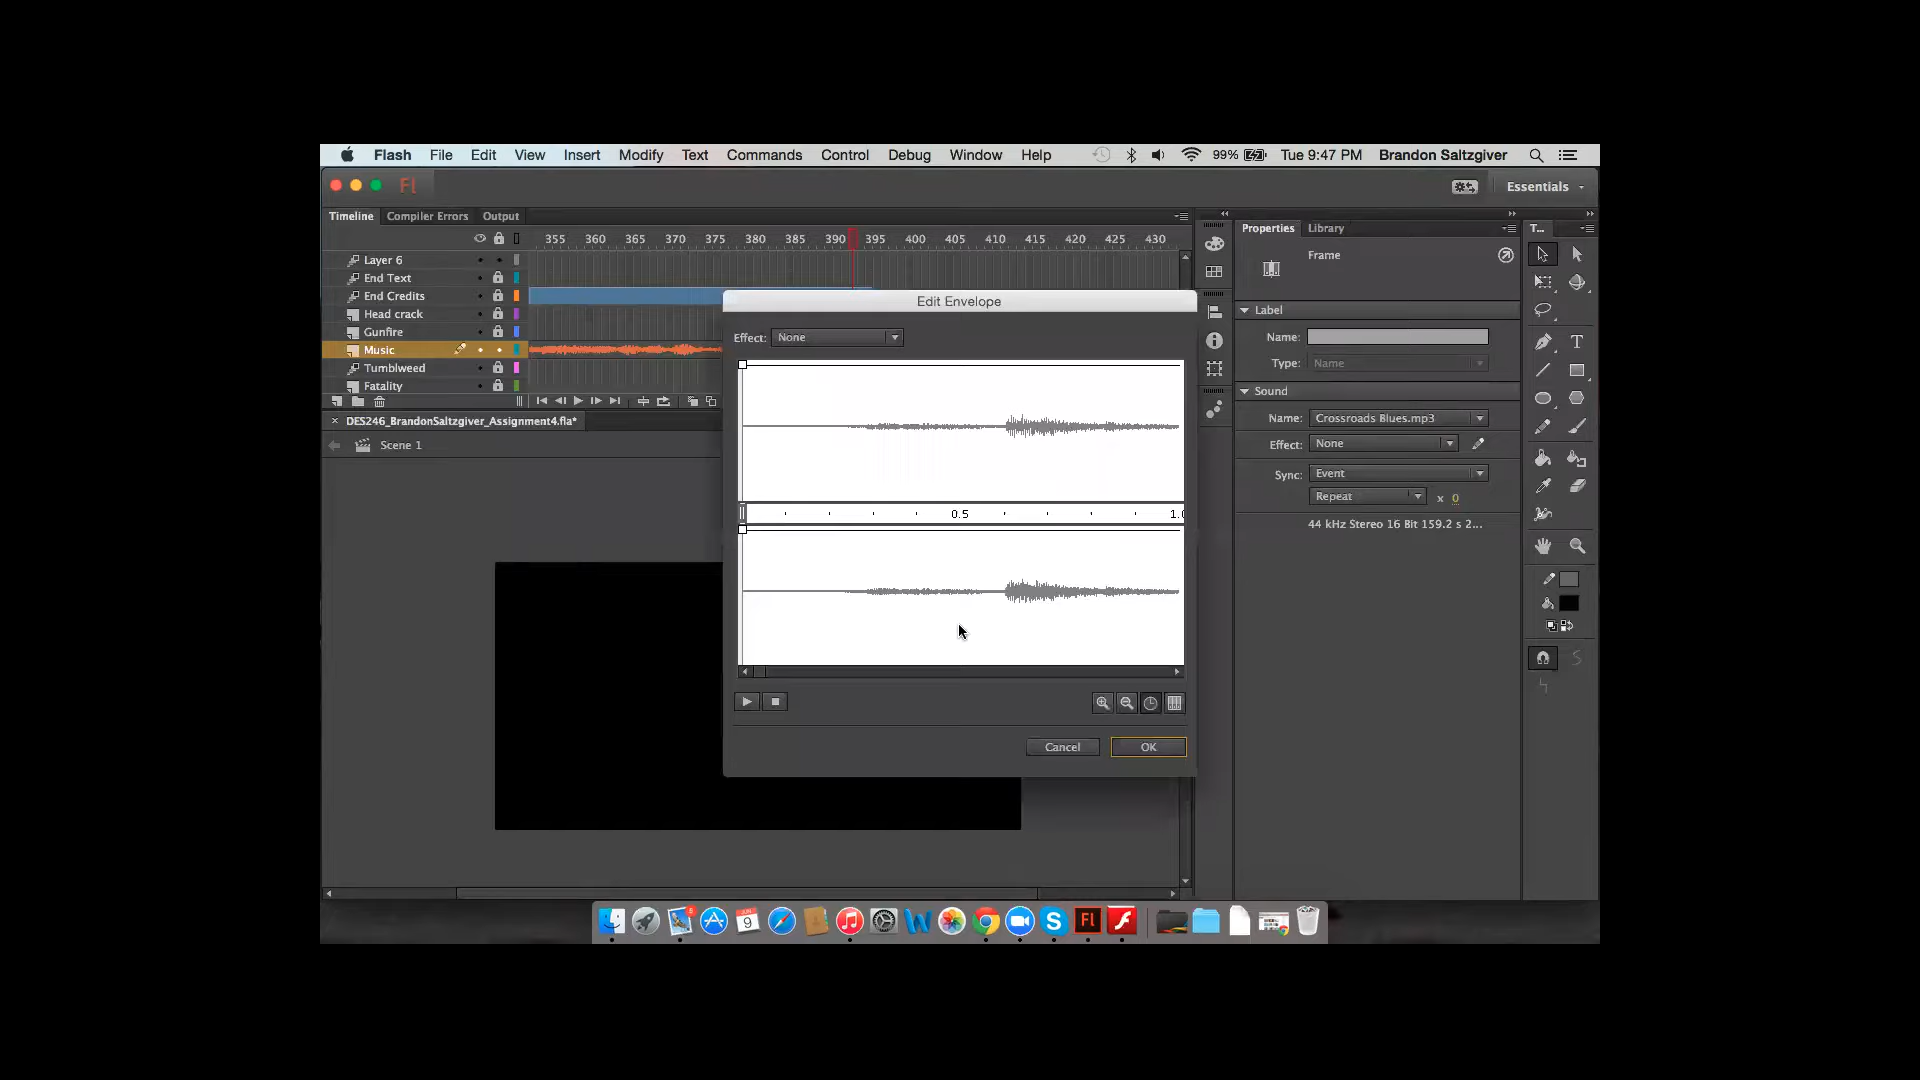 Flash File Edit View Insert Modify Text Commands Control Debug Window Help 99% Tue 9:47 PM Brandon Saltzgiver
Fl Essentials
Timeline Compiler Errors Output
355 360 365 370 375 380 385 390 395 400 405 410 415 420 425 430
Layer 6
End Text
End Credits
Head crack
Gunfire
Music
Tumblweed
Fatality
DES246_BrandonSaltzgiver_Assignment4.fla*
Scene 1
Edit Envelope
Effect: None
0.5 1.0
Cancel OK
Properties Library T...
Frame
Label
Name:
Type: Name
Sound
Name: Crossroads Blues.mp3
Effect: None
Sync: Event
Repeat x 0
44 kHz Stereo 16 Bit 159.2 s 2...
9
Fl